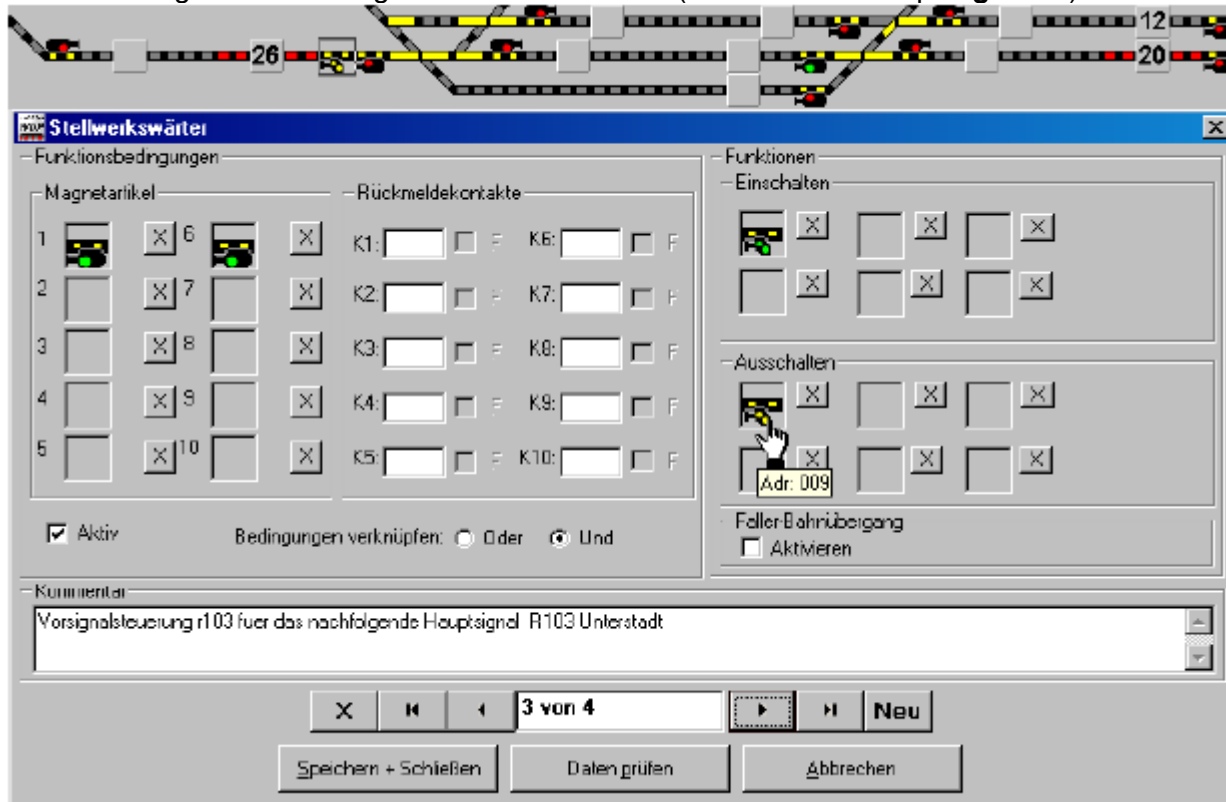 12
26
20
Stellwerkswärter
Funktionsbedingungen
Magnetartikel
1 X 6 X
2 X 7 X
3 X 8 X
4 X 9 X
5 X 10 X
Rückmeldekontakte
K1: F K6: F
K2: F K7: F
K3: F K8: F
K4: F K9: F
K5: F K10: F
Aktiv
Bedingungen verknüpfen: Oder Und
Funktionen
Einschalten
X X X
X X X
Ausschalten
X X X
X X X
Adr: 009
Faller-Bahnübergang
Aktivieren
Kommentar
Vorsignalsteuerung r103 fuer das nachfolgende Hauptsignal R103 Unterstadt
X 3 von 4 Neu
Speichern + Schließen Daten prüfen Abbrechen